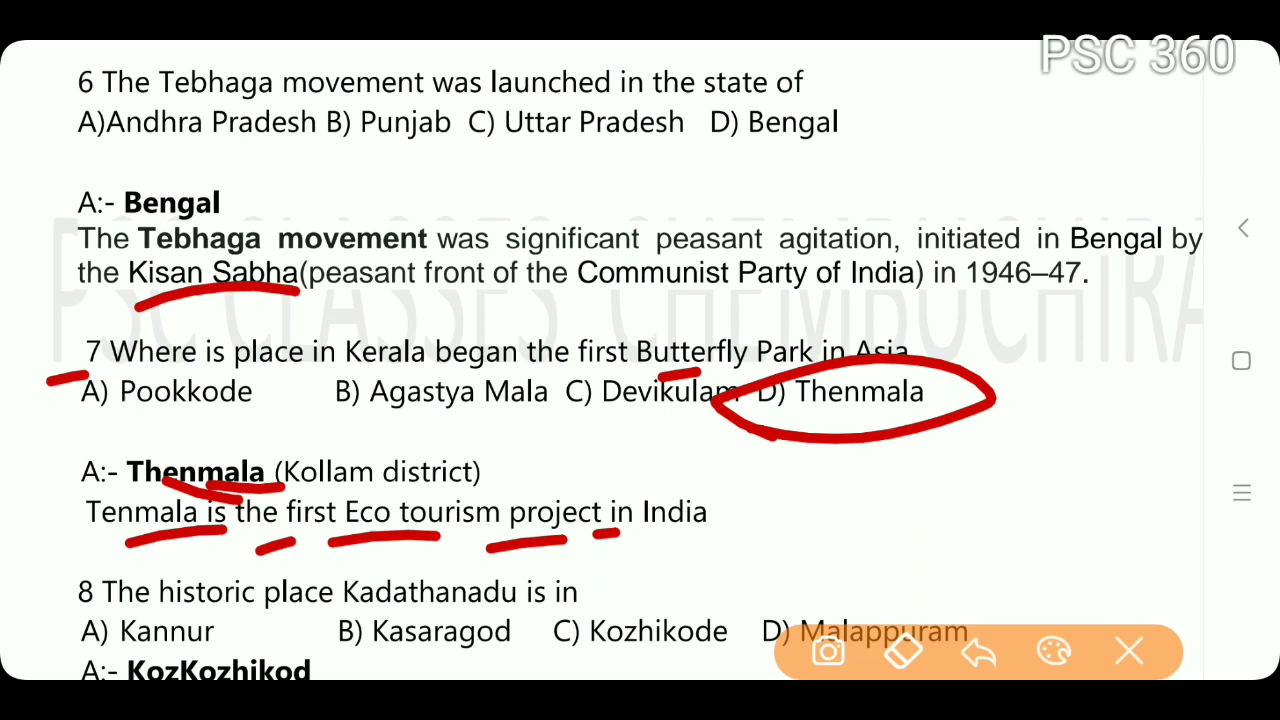 PSC 360
6 The Tebhaga movement was launched in the state of
A)Andhra Pradesh B) Punjab C) Uttar Pradesh D) Bengal
A:- Bengal
The Tebhaga movement was significant peasant agitation, initiated in Bengal by
the Kisan Sabha(peasant front of the Communist Party of India) in 1946–47.
PSC CLASSES CHEMBUCHIRA
7 Where is place in Kerala began the first Butterfly Park in Asia
A) Pookkode B) Agastya Mala C) Devikulam D) Thenmala
A:- Thenmala (Kollam district)
Tenmala is the first Eco tourism project in India
8 The historic place Kadathanadu is in
A) Kannur B) Kasaragod C) Kozhikode D) Malappuram
A:- KozKozhikod